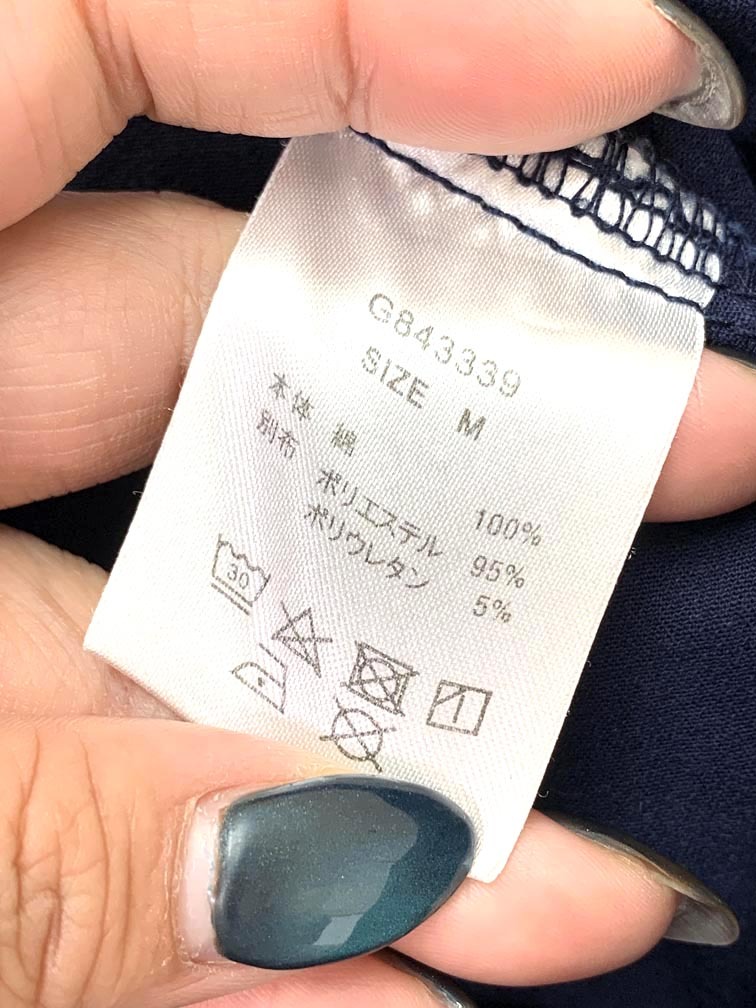 G843339
SIZE M
本体 綿 100%
別布 ポリエステル 95%
ポリウレタン 5%
30